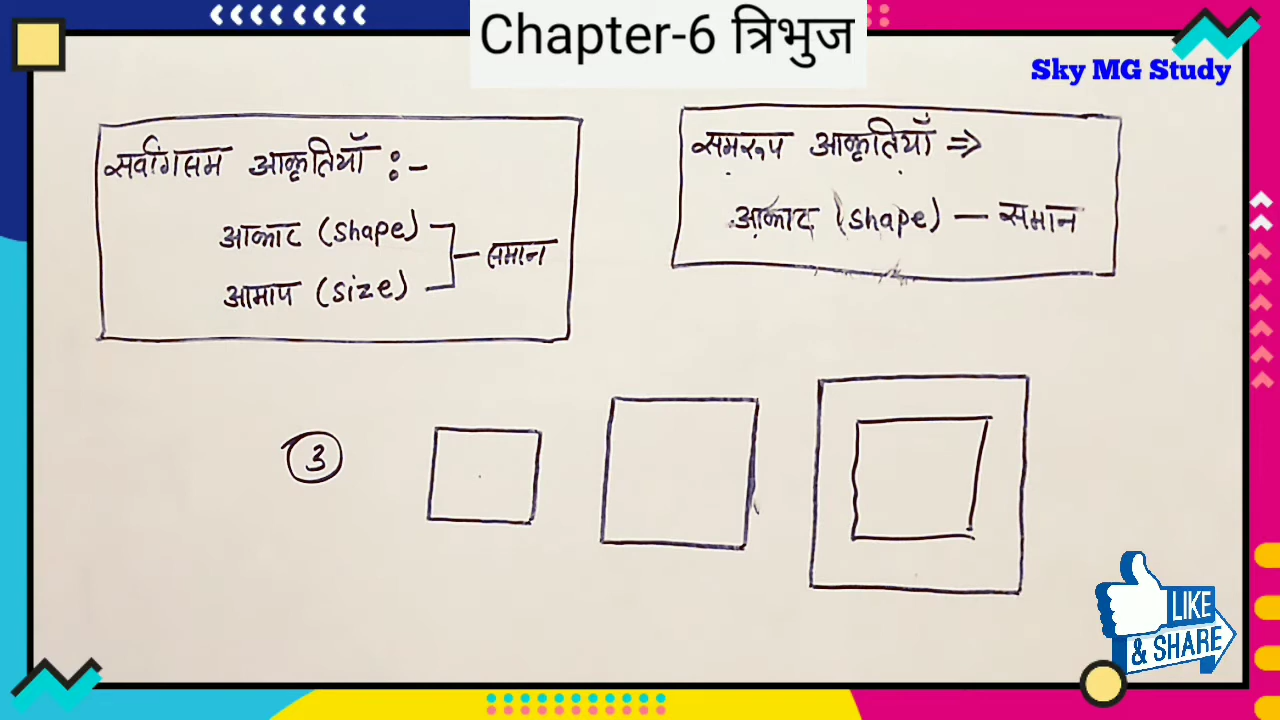 Chapter-6 त्रिभुज
Sky MG Study
सर्वांगसम आकृतियाँ :-
आकार (shape)
आमाप (size)
— समान
समरूप आकृतियाँ ⇒
आकार (shape) — समान
3
LIKE
& SHARE